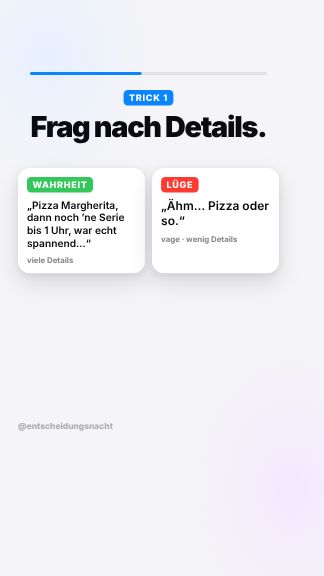 TRICK 1
Frag nach Details.
WAHRHEIT
„Pizza Margherita,
dann noch ’ne Serie
bis 1 Uhr, war echt
spannend…“
viele Details
LÜGE
„Ähm… Pizza oder
so.“
vage · wenig Details
@entscheidungsnacht